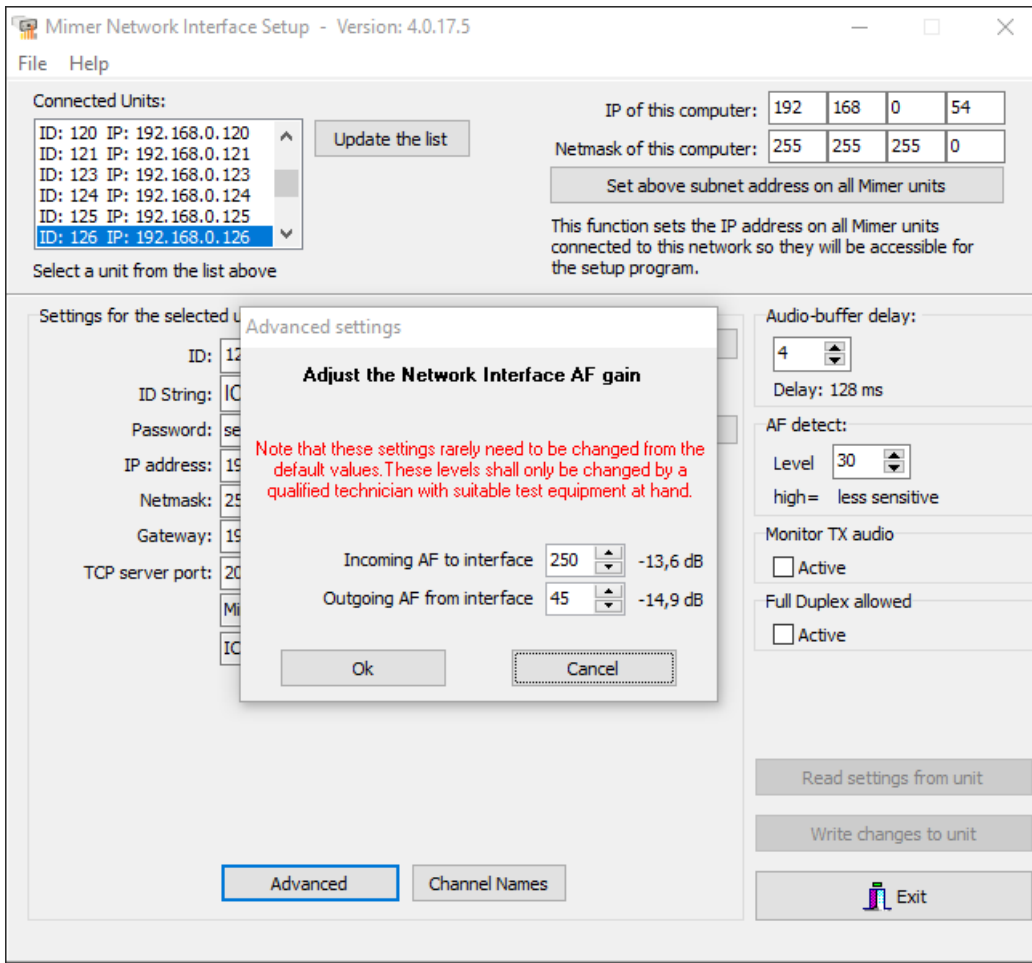 Mimer Network Interface Setup - Version: 4.0.17.5
File Help
Connected Units:
ID: 120 IP: 192.168.0.120
ID: 121 IP: 192.168.0.121
ID: 123 IP: 192.168.0.123
ID: 124 IP: 192.168.0.124
ID: 125 IP: 192.168.0.125
ID: 126 IP: 192.168.0.126
Select a unit from the list above
Update the list
IP of this computer: 192 168 0 54
Netmask of this computer: 255 255 255 0
Set above subnet address on all Mimer units
This function sets the IP address on all Mimer units
connected to this network so they will be accessible for
the setup program.
Settings for the selected
ID: 12
ID String: IC
Password: se
IP address: 19
Netmask: 25
Gateway: 19
TCP server port: 20
Mi
IC
Advanced settings
Adjust the Network Interface AF gain
Note that these settings rarely need to be changed from the
default values.These levels shall only be changed by a
qualified technician with suitable test equipment at hand.
Incoming AF to interface 250 -13,6 dB
Outgoing AF from interface 45 -14,9 dB
Ok Cancel
Audio-buffer delay:
4
Delay: 128 ms
AF detect:
Level 30
high= less sensitive
Monitor TX audio
Active
Full Duplex allowed
Active
Read settings from unit
Write changes to unit
Advanced Channel Names
Exit